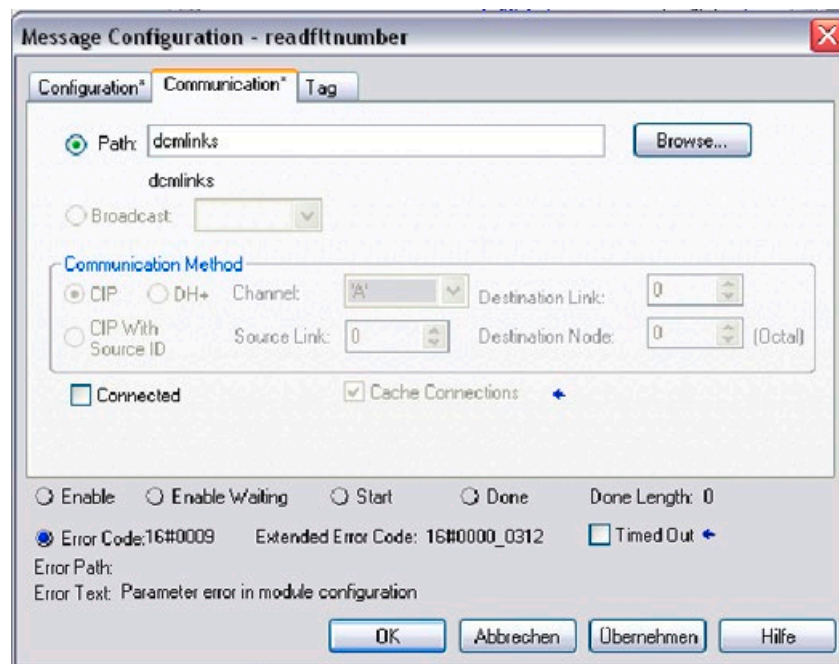 Message Configuration - readfltnumber
Configuration* Communication* Tag
Path: dcmlinks Browse...
dcmlinks
Broadcast:
Communication Method
CIP DH+ Channel: 'A' Destination Link: 0
CIP With Source ID Source Link: 0 Destination Node: 0 (Octal)
Connected Cache Connections
Enable Enable Waiting Start Done Done Length: 0
Error Code: 16#0009 Extended Error Code: 16#0000_0312 Timed Out
Error Path:
Error Text: Parameter error in module configuration
OK Abbrechen Übernehmen Hilfe